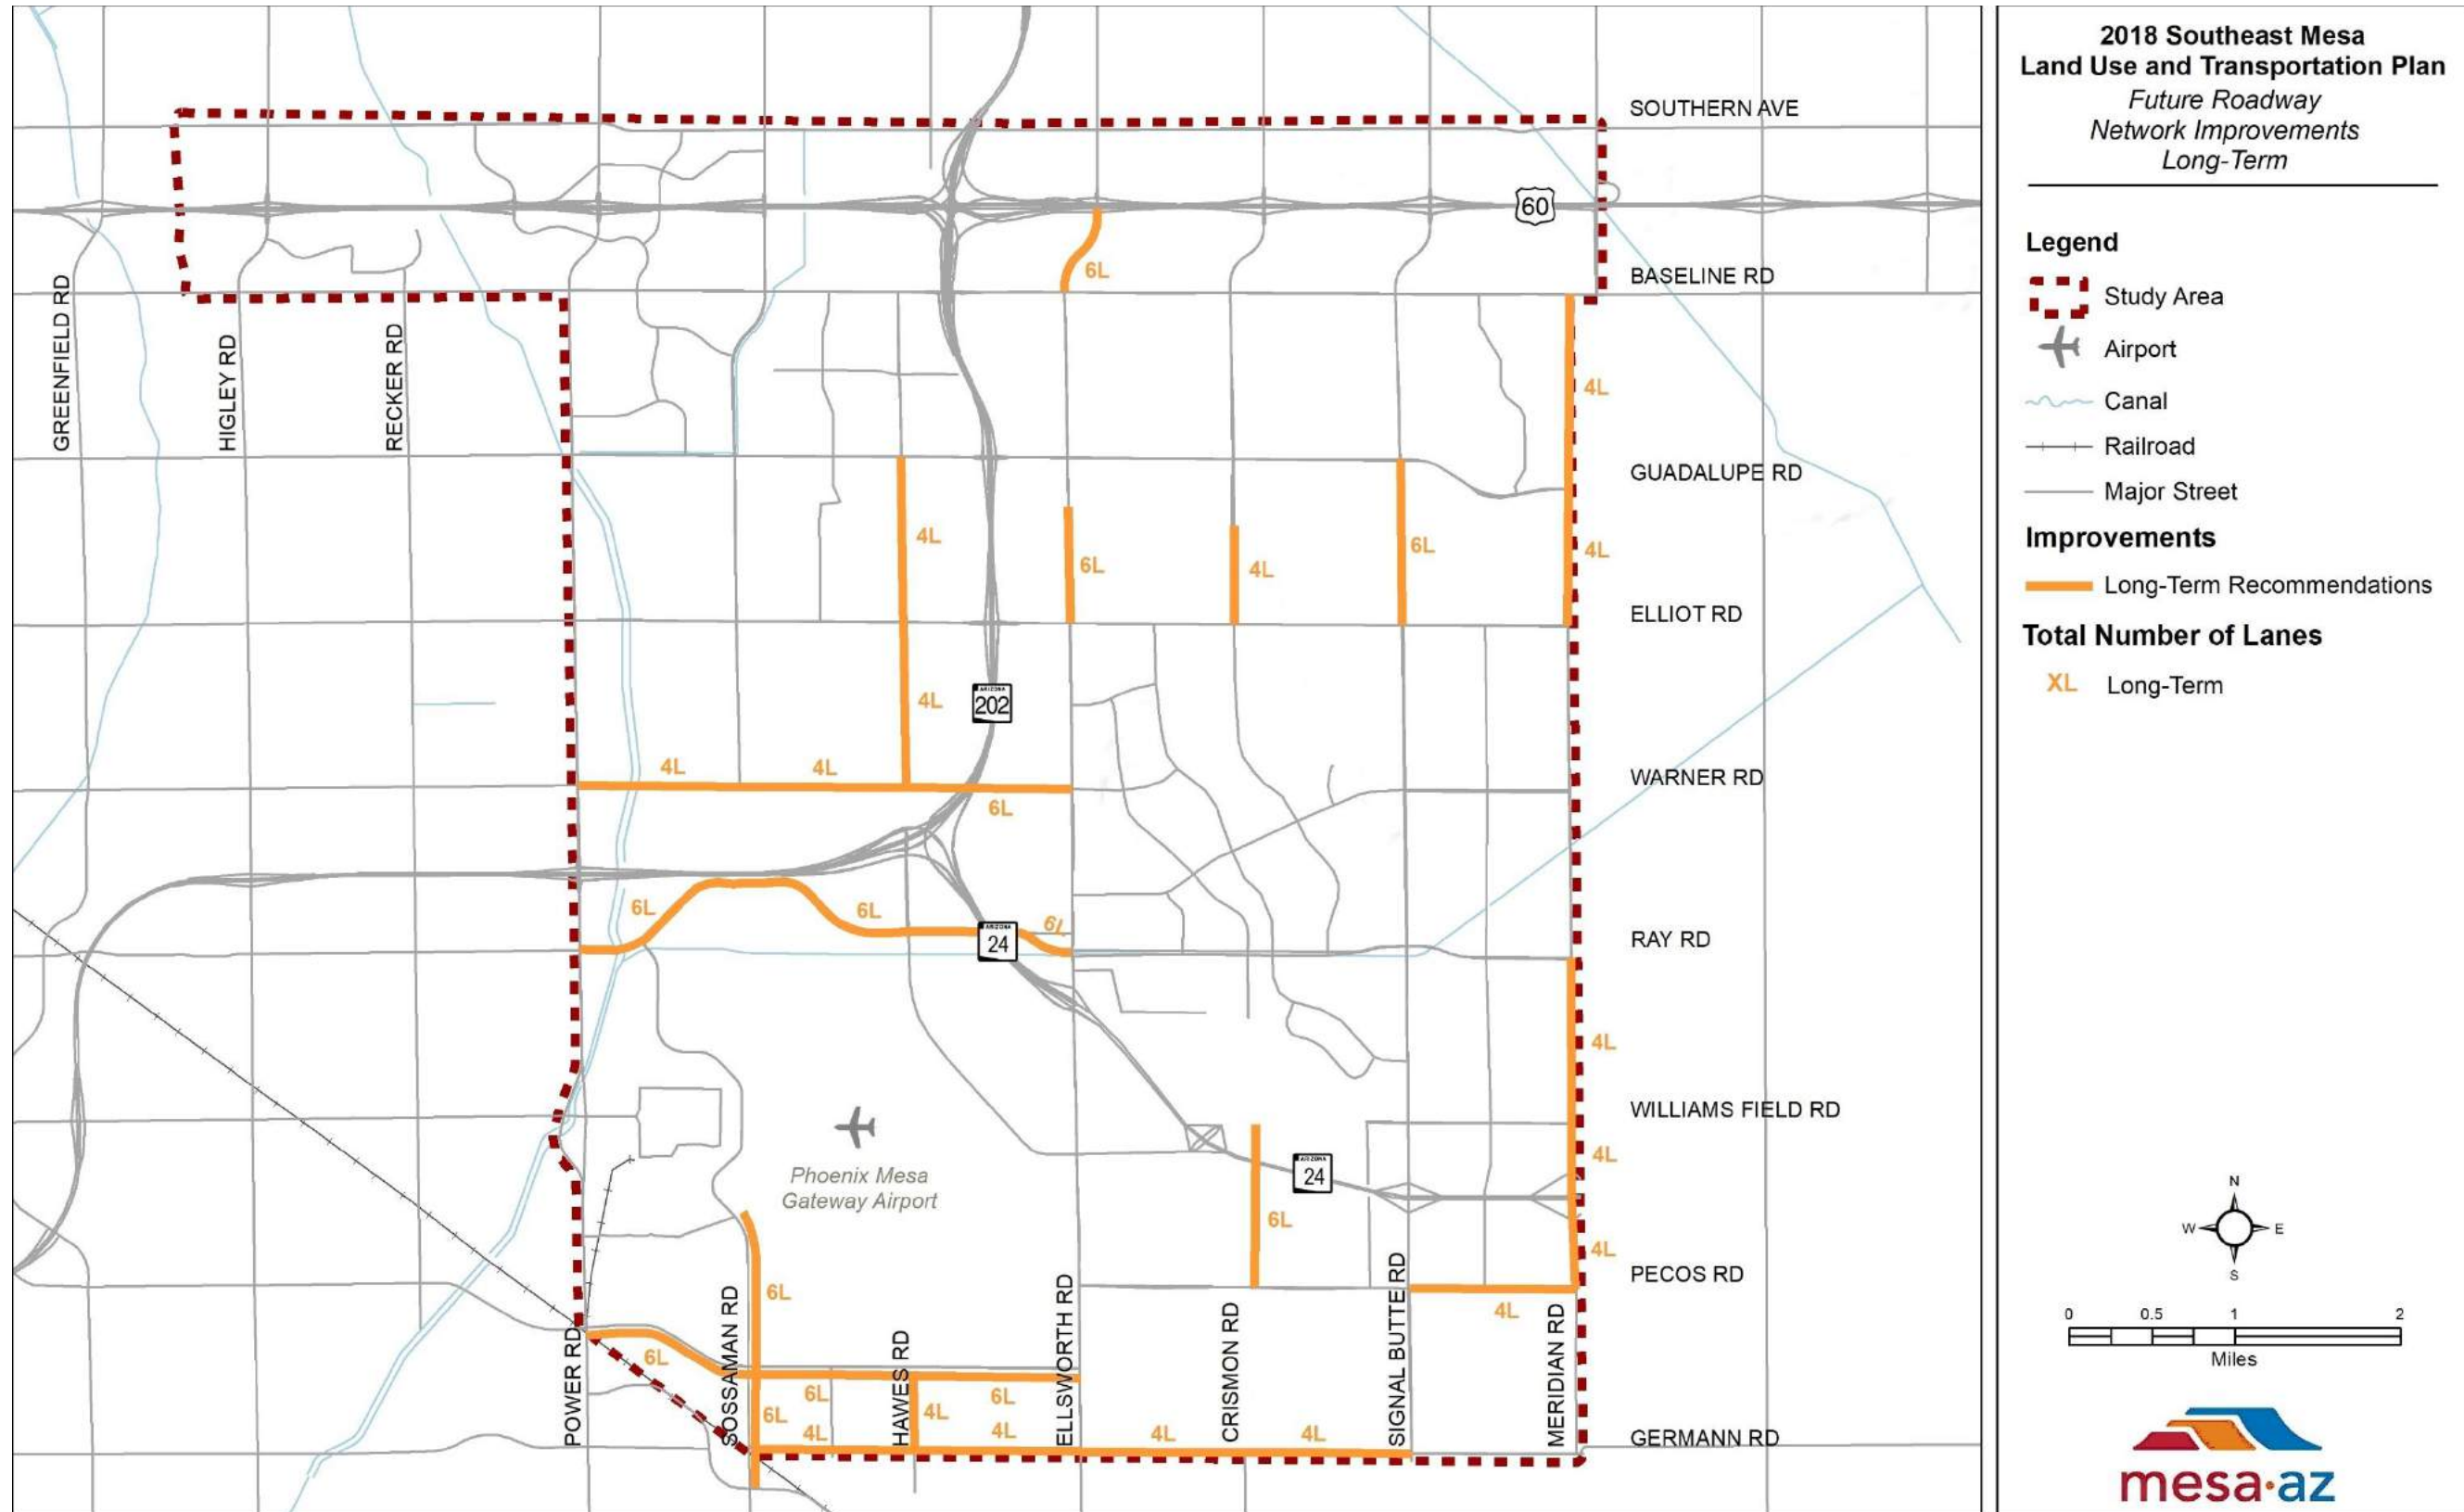 2018 Southeast Mesa
Land Use and Transportation Plan
Future Roadway
Network Improvements
Long-Term
Legend
Study Area
Airport
Canal
Railroad
Major Street
Improvements
Long-Term Recommendations
Total Number of Lanes
XL Long-Term
N
W E
S
0 0.5 1 2
Miles
mesa·az
SOUTHERN AVE
60
BASELINE RD
6L
GREENFIELD RD
HIGLEY RD
RECKER RD
4L
GUADALUPE RD
4L
6L
4L
6L
4L
ELLIOT RD
4L
ARIZONA
202
4L
4L
WARNER RD
6L
6L
6L
6L
ARIZONA
24
RAY RD
4L
WILLIAMS FIELD RD
4L
ARIZONA
24
Phoenix Mesa
Gateway Airport
6L
4L
PECOS RD
6L
4L
POWER RD
SOSSAMAN RD
HAWES RD
ELLSWORTH RD
CRISMON RD
SIGNAL BUTTE RD
MERIDIAN RD
6L
6L
6L
6L
4L
4L
4L
4L
4L
GERMANN RD